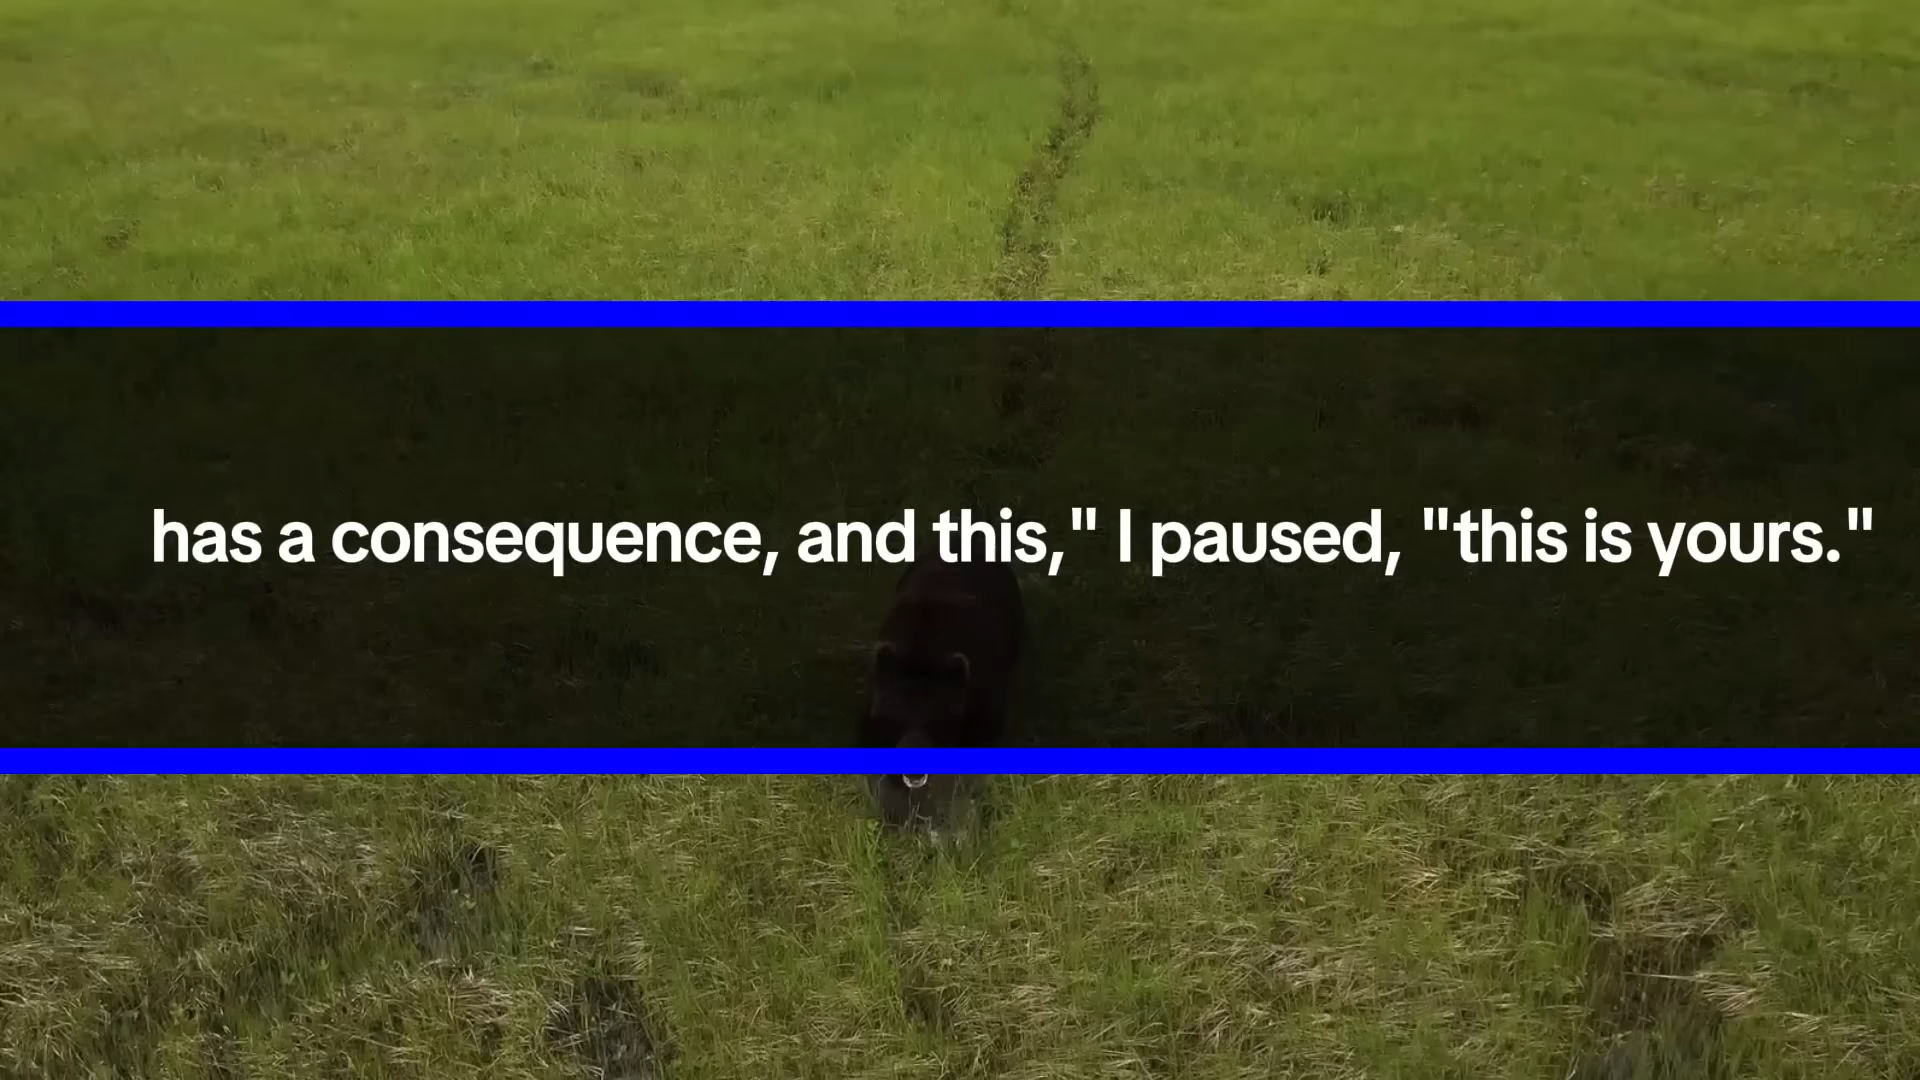 has a consequence, and this," I paused, "this is yours."